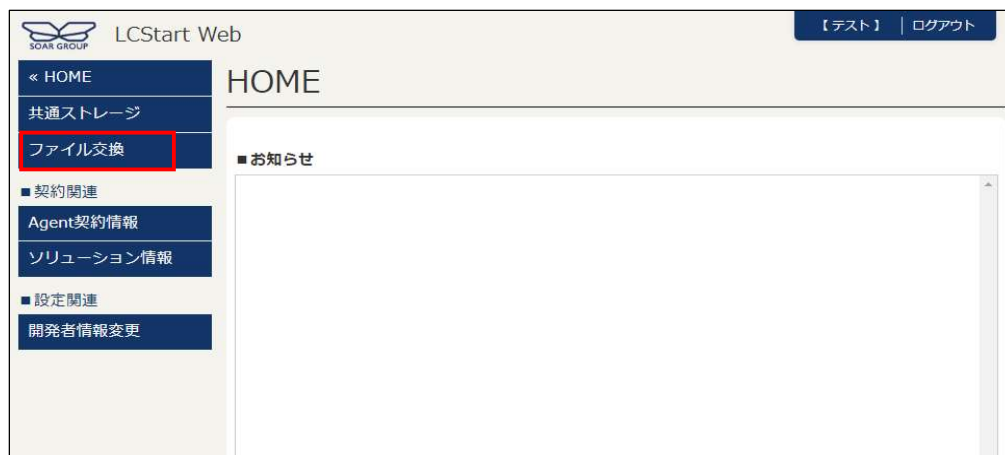 SOAR GROUP
LCStart Web
【テスト】 ログアウト
« HOME
共通ストレージ
ファイル交換
■契約関連
Agent契約情報
ソリューション情報
■設定関連
開発者情報変更
HOME
■お知らせ